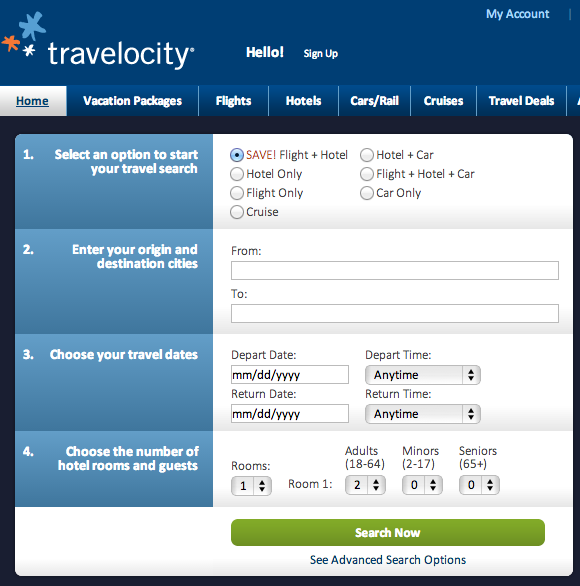 My Account
travelocity®
Hello! Sign Up
Home Vacation Packages Flights Hotels Cars/Rail Cruises Travel Deals
1. Select an option to start
your travel search
SAVE! Flight + Hotel Hotel + Car
Hotel Only Flight + Hotel + Car
Flight Only Car Only
Cruise
2. Enter your origin and
destination cities
From:
To:
3. Choose your travel dates
Depart Date: Depart Time:
mm/dd/yyyy Anytime
Return Date: Return Time:
mm/dd/yyyy Anytime
4. Choose the number of
hotel rooms and guests
Adults Minors Seniors
(18-64) (2-17) (65+)
Rooms:
1 Room 1: 2 0 0
Search Now
See Advanced Search Options